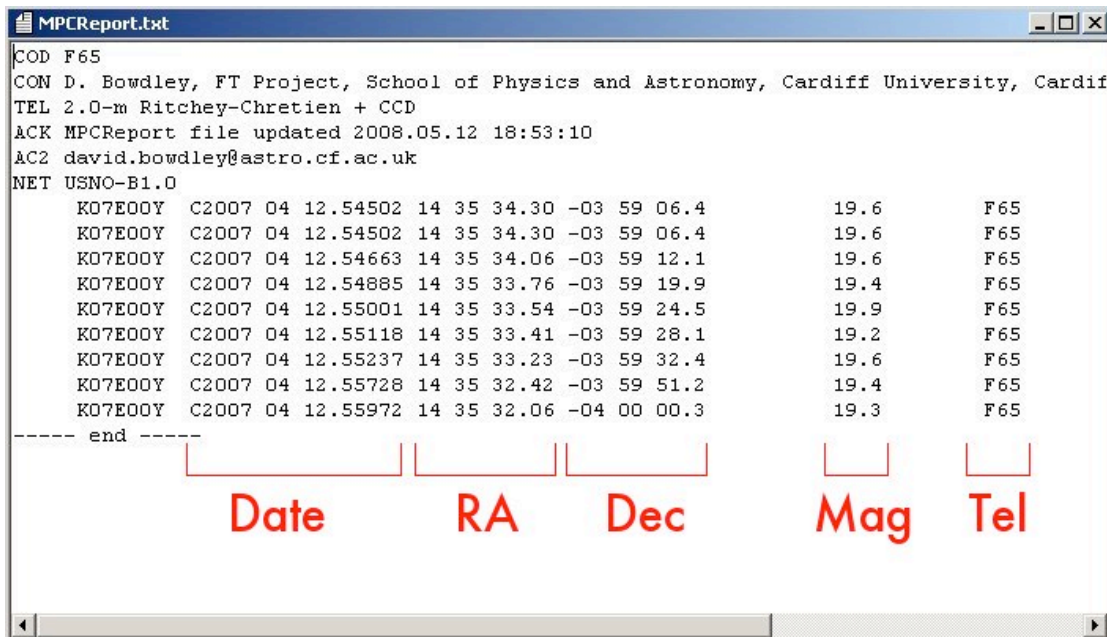 MPCReport.txt
COD F65
CON D. Bowdley, FT Project, School of Physics and Astronomy, Cardiff University, Cardif
TEL 2.0-m Ritchey-Chretien + CCD
ACK MPCReport file updated 2008.05.12 18:53:10
AC2 david.bowdley@astro.cf.ac.uk
NET USNO-B1.0
K07E00Y C2007 04 12.54502 14 35 34.30 -03 59 06.4 19.6 F65
K07E00Y C2007 04 12.54502 14 35 34.30 -03 59 06.4 19.6 F65
K07E00Y C2007 04 12.54663 14 35 34.06 -03 59 12.1 19.6 F65
K07E00Y C2007 04 12.54885 14 35 33.76 -03 59 19.9 19.4 F65
K07E00Y C2007 04 12.55001 14 35 33.54 -03 59 24.5 19.9 F65
K07E00Y C2007 04 12.55118 14 35 33.41 -03 59 28.1 19.2 F65
K07E00Y C2007 04 12.55237 14 35 33.23 -03 59 32.4 19.6 F65
K07E00Y C2007 04 12.55728 14 35 32.42 -03 59 51.2 19.4 F65
K07E00Y C2007 04 12.55972 14 35 32.06 -04 00 00.3 19.3 F65
----- end -----
Date RA Dec Mag Tel